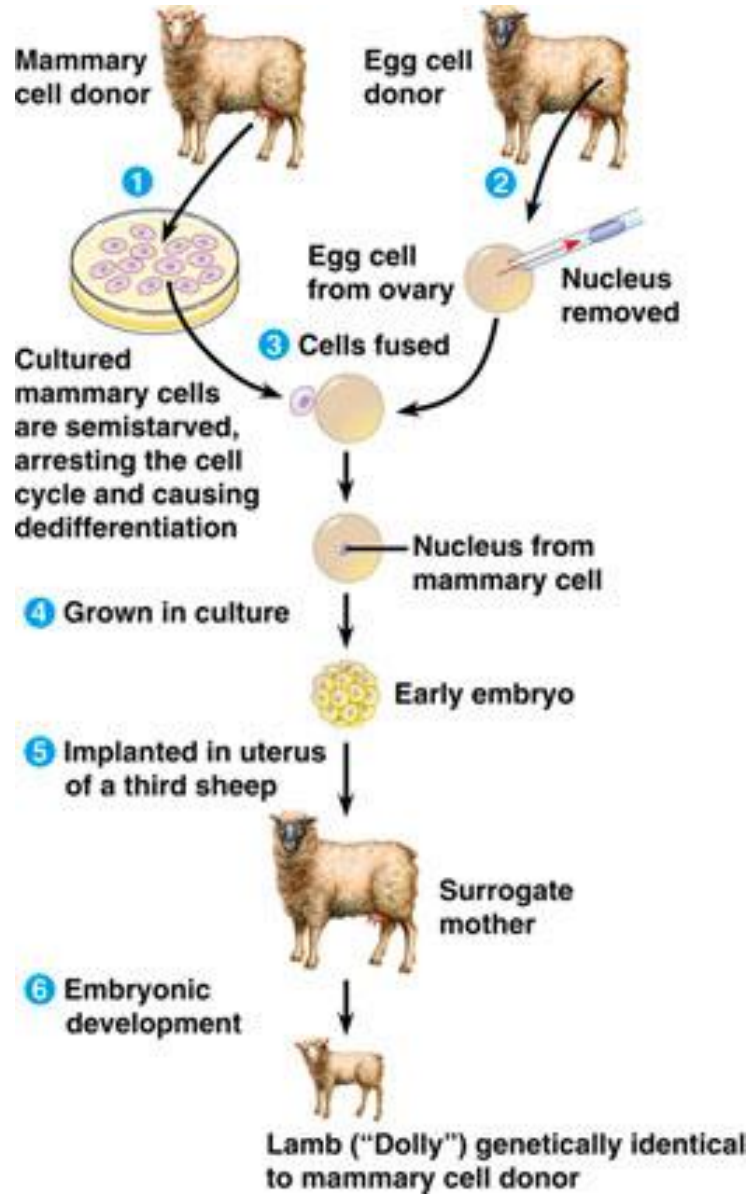 Mammary
cell donor
Egg cell
donor
1
2
Egg cell
from ovary
Nucleus
removed
3 Cells fused
Cultured
mammary cells
are semistarved,
arresting the cell
cycle and causing
dedifferentiation
Nucleus from
mammary cell
4 Grown in culture
Early embryo
5 Implanted in uterus
of a third sheep
Surrogate
mother
6 Embryonic
development
Lamb (“Dolly”) genetically identical
to mammary cell donor